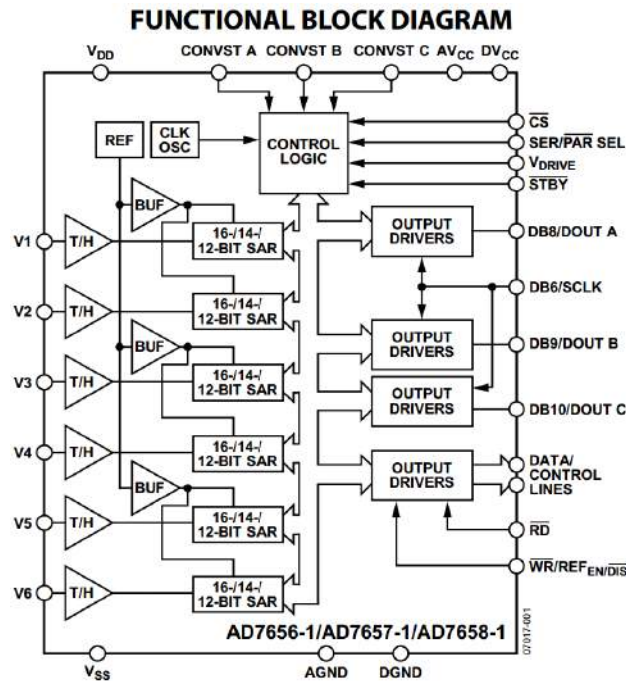 FUNCTIONAL BLOCK DIAGRAM
VDD
CONVST A
CONVST B
CONVST C
AVCC
DVCC
REF
CLK
OSC
CONTROL
LOGIC
CS
SER/PAR SEL
VDRIVE
STBY
BUF
V1
T/H
16-/14-/
12-BIT SAR
OUTPUT
DRIVERS
DB8/DOUT A
DB6/SCLK
V2
T/H
16-/14-/
12-BIT SAR
BUF
OUTPUT
DRIVERS
DB9/DOUT B
V3
T/H
16-/14-/
12-BIT SAR
OUTPUT
DRIVERS
DB10/DOUT C
V4
T/H
16-/14-/
12-BIT SAR
BUF
OUTPUT
DRIVERS
DATA/
CONTROL
LINES
V5
T/H
16-/14-/
12-BIT SAR
RD
WR/REFEN/DIS
V6
T/H
16-/14-/
12-BIT SAR
AD7656-1/AD7657-1/AD7658-1
07017-001
VSS
AGND
DGND